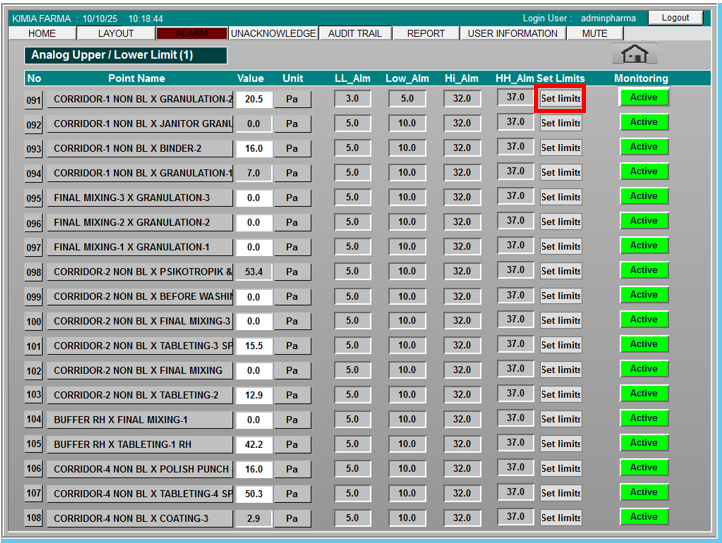 KIMIA FARMA : 10/10/25 10:18:44 Login User : adminpharma Logout
HOME LAYOUT ALARM UNACKNOWLEDGE AUDIT TRAIL REPORT USER INFORMATION MUTE
Analog Upper / Lower Limit (1)
No Point Name Value Unit LL_Alm Low_Alm Hi_Alm HH_Alm Set Limits Monitoring
091 CORRIDOR-1 NON BL X GRANULATION-2 20.5 Pa 3.0 5.0 32.0 37.0 Set limits Active
092 CORRIDOR-1 NON BL X JANITOR GRANU 0.0 Pa 5.0 10.0 32.0 37.0 Set limits Active
093 CORRIDOR-1 NON BL X BINDER-2 16.0 Pa 5.0 10.0 32.0 37.0 Set limits Active
094 CORRIDOR-1 NON BL X GRANULATION-1 7.0 Pa 5.0 10.0 32.0 37.0 Set limits Active
095 FINAL MIXING-3 X GRANULATION-3 0.0 Pa 5.0 10.0 32.0 37.0 Set limits Active
096 FINAL MIXING-2 X GRANULATION-2 0.0 Pa 5.0 10.0 32.0 37.0 Set limits Active
097 FINAL MIXING-1 X GRANULATION-1 0.0 Pa 5.0 10.0 32.0 37.0 Set limits Active
098 CORRIDOR-2 NON BL X PSIKOTROPIK & 53.4 Pa 5.0 10.0 32.0 37.0 Set limits Active
099 CORRIDOR-2 NON BL X BEFORE WASHIN 0.0 Pa 5.0 10.0 32.0 37.0 Set limits Active
100 CORRIDOR-2 NON BL X FINAL MIXING-3 0.0 Pa 5.0 10.0 32.0 37.0 Set limits Active
101 CORRIDOR-2 NON BL X TABLETING-3 SP 15.5 Pa 5.0 10.0 32.0 37.0 Set limits Active
102 CORRIDOR-2 NON BL X FINAL MIXING 0.0 Pa 5.0 10.0 32.0 37.0 Set limits Active
103 CORRIDOR-2 NON BL X TABLETING-2 12.9 Pa 5.0 10.0 32.0 37.0 Set limits Active
104 BUFFER RH X FINAL MIXING-1 0.0 Pa 5.0 10.0 32.0 37.0 Set limits Active
105 BUFFER RH X TABLETING-1 RH 42.2 Pa 5.0 10.0 32.0 37.0 Set limits Active
106 CORRIDOR-4 NON BL X POLISH PUNCH 16.0 Pa 5.0 10.0 32.0 37.0 Set limits Active
107 CORRIDOR-4 NON BL X TABLETING-4 SP 50.3 Pa 5.0 10.0 32.0 37.0 Set limits Active
108 CORRIDOR-4 NON BL X COATING-3 2.9 Pa 5.0 10.0 32.0 37.0 Set limits Active